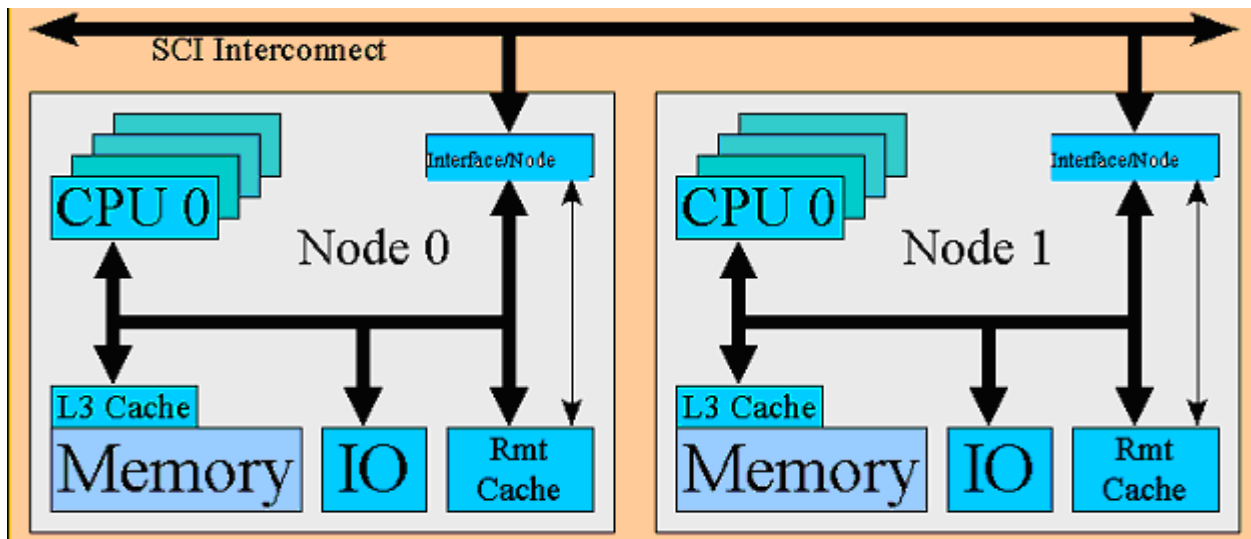 SCI Interconnect
CPU 0
Interface/Node
Node 0
L3 Cache
Memory
IO
Rmt
Cache
CPU 0
Interface/Node
Node 1
L3 Cache
Memory
IO
Rmt
Cache